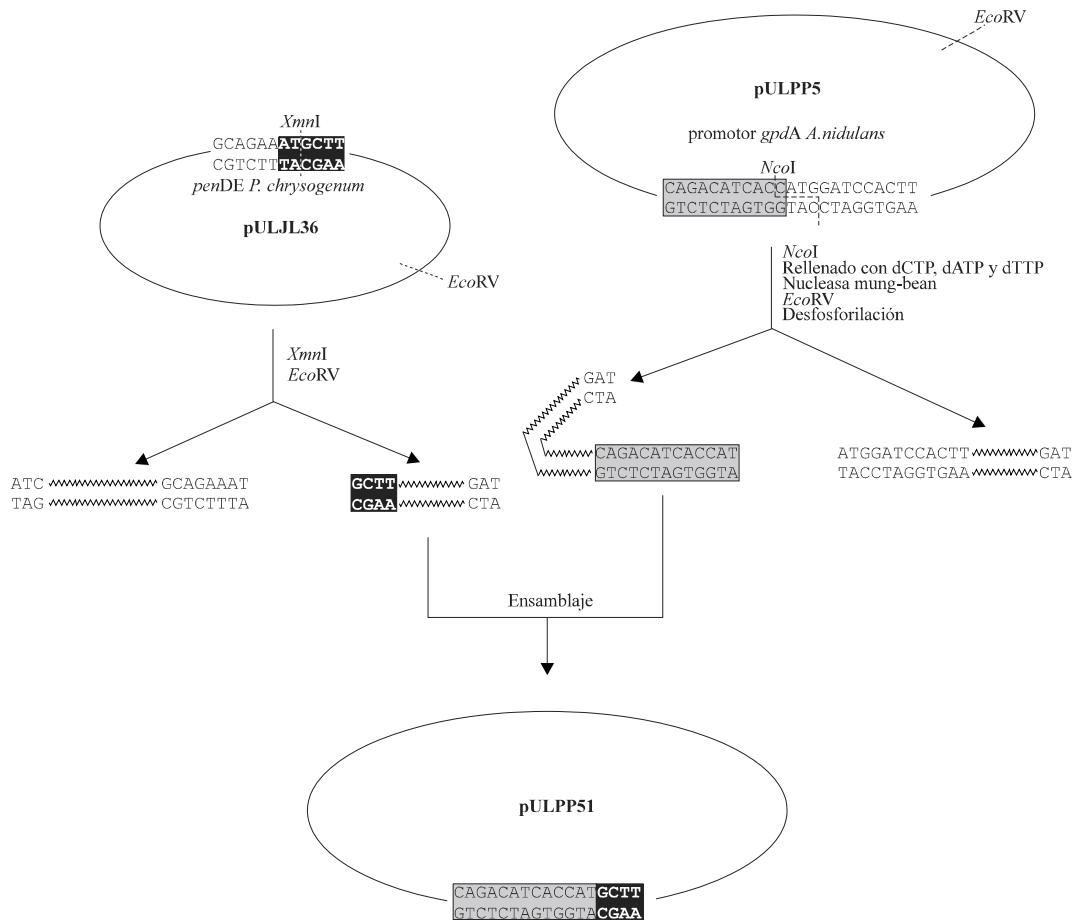 EcoRV
pULPP5
promotor gpdA A.nidulans
NcoI
CAGACATCACCATGGATCCACTT
GTCTCTAGTGGTACCTAGGTGAA
XmnI
GCAGAAATGCTT
CGTCTTTACGAA
penDE P. chrysogenum
pULJL36
EcoRV
NcoI
Rellenado con dCTP, dATP y dTTP
Nucleasa mung-bean
EcoRV
Desfosforilación
XmnI
EcoRV
GAT
CTA
CAGACATCACCAT
GTCTCTAGTGGTA
ATGGATCCACTT GAT
TACCTAGGTGAA CTA
ATC GCAGAAAT
TAG CGTCTTTA
GCTT GAT
CGAA CTA
Ensamblaje
pULPP51
CAGACATCACCATGCTT
GTCTCTAGTGGTACGAA